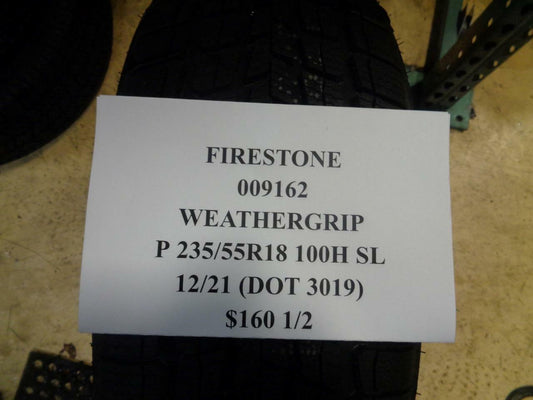 FIRESTONE
009162
WEATHERGRIP
P 235/55R18 100H SL
12/21 (DOT 3019)
$160 1/2